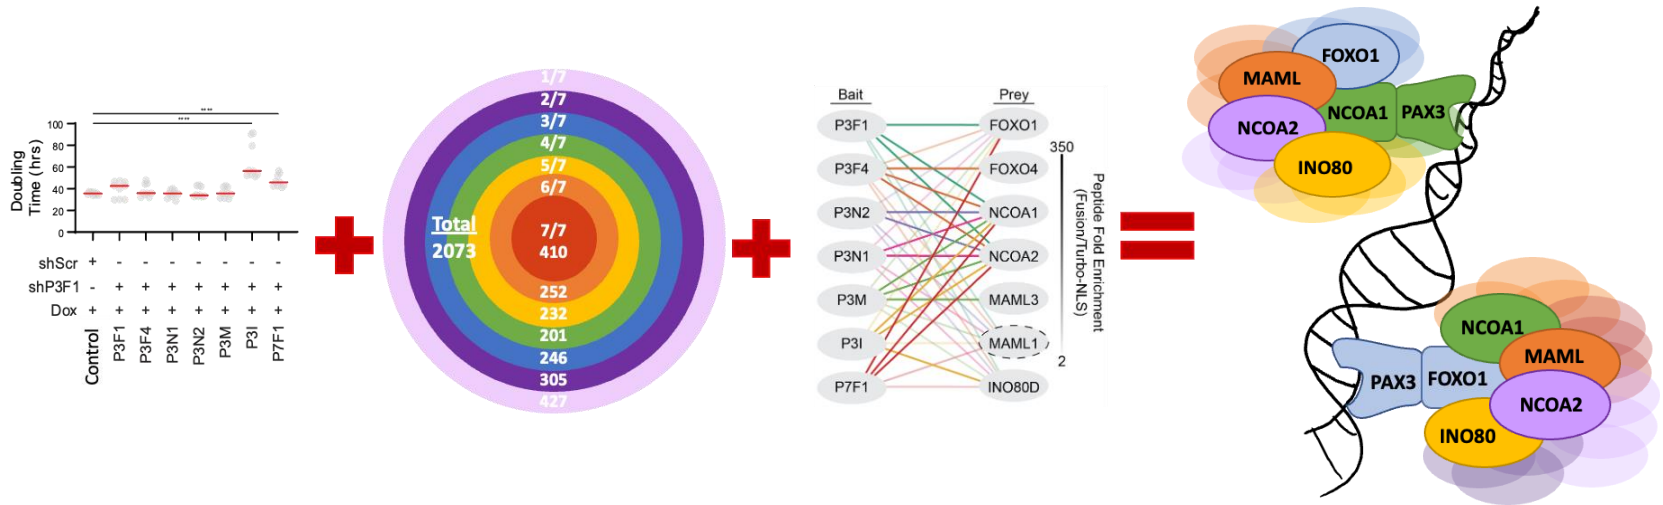 ****
****
Doubling
Time (hrs)
100
80
60
40
20
0
shScr + - - - - - - -
shP3F1 - + + + + + + +
Dox + + + + + + + +
Control P3F1 P3F4 P3N1 P3N2 P3M P3I P7F1
1/7
2/7
3/7
4/7
5/7
6/7
7/7
410
252
232
201
246
305
427
Total
2073
Bait Prey
P3F1 FOXO1
P3F4 FOXO4
P3N2 NCOA1
P3N1 NCOA2
P3M MAML3
P3I MAML1
P7F1 INO80D
350
2
Peptide Fold Enrichment
(Fusion/Turbo-NLS)
FOXO1
MAML
NCOA1 PAX3
NCOA2
INO80
NCOA1
MAML
PAX3 FOXO1
NCOA2
INO80